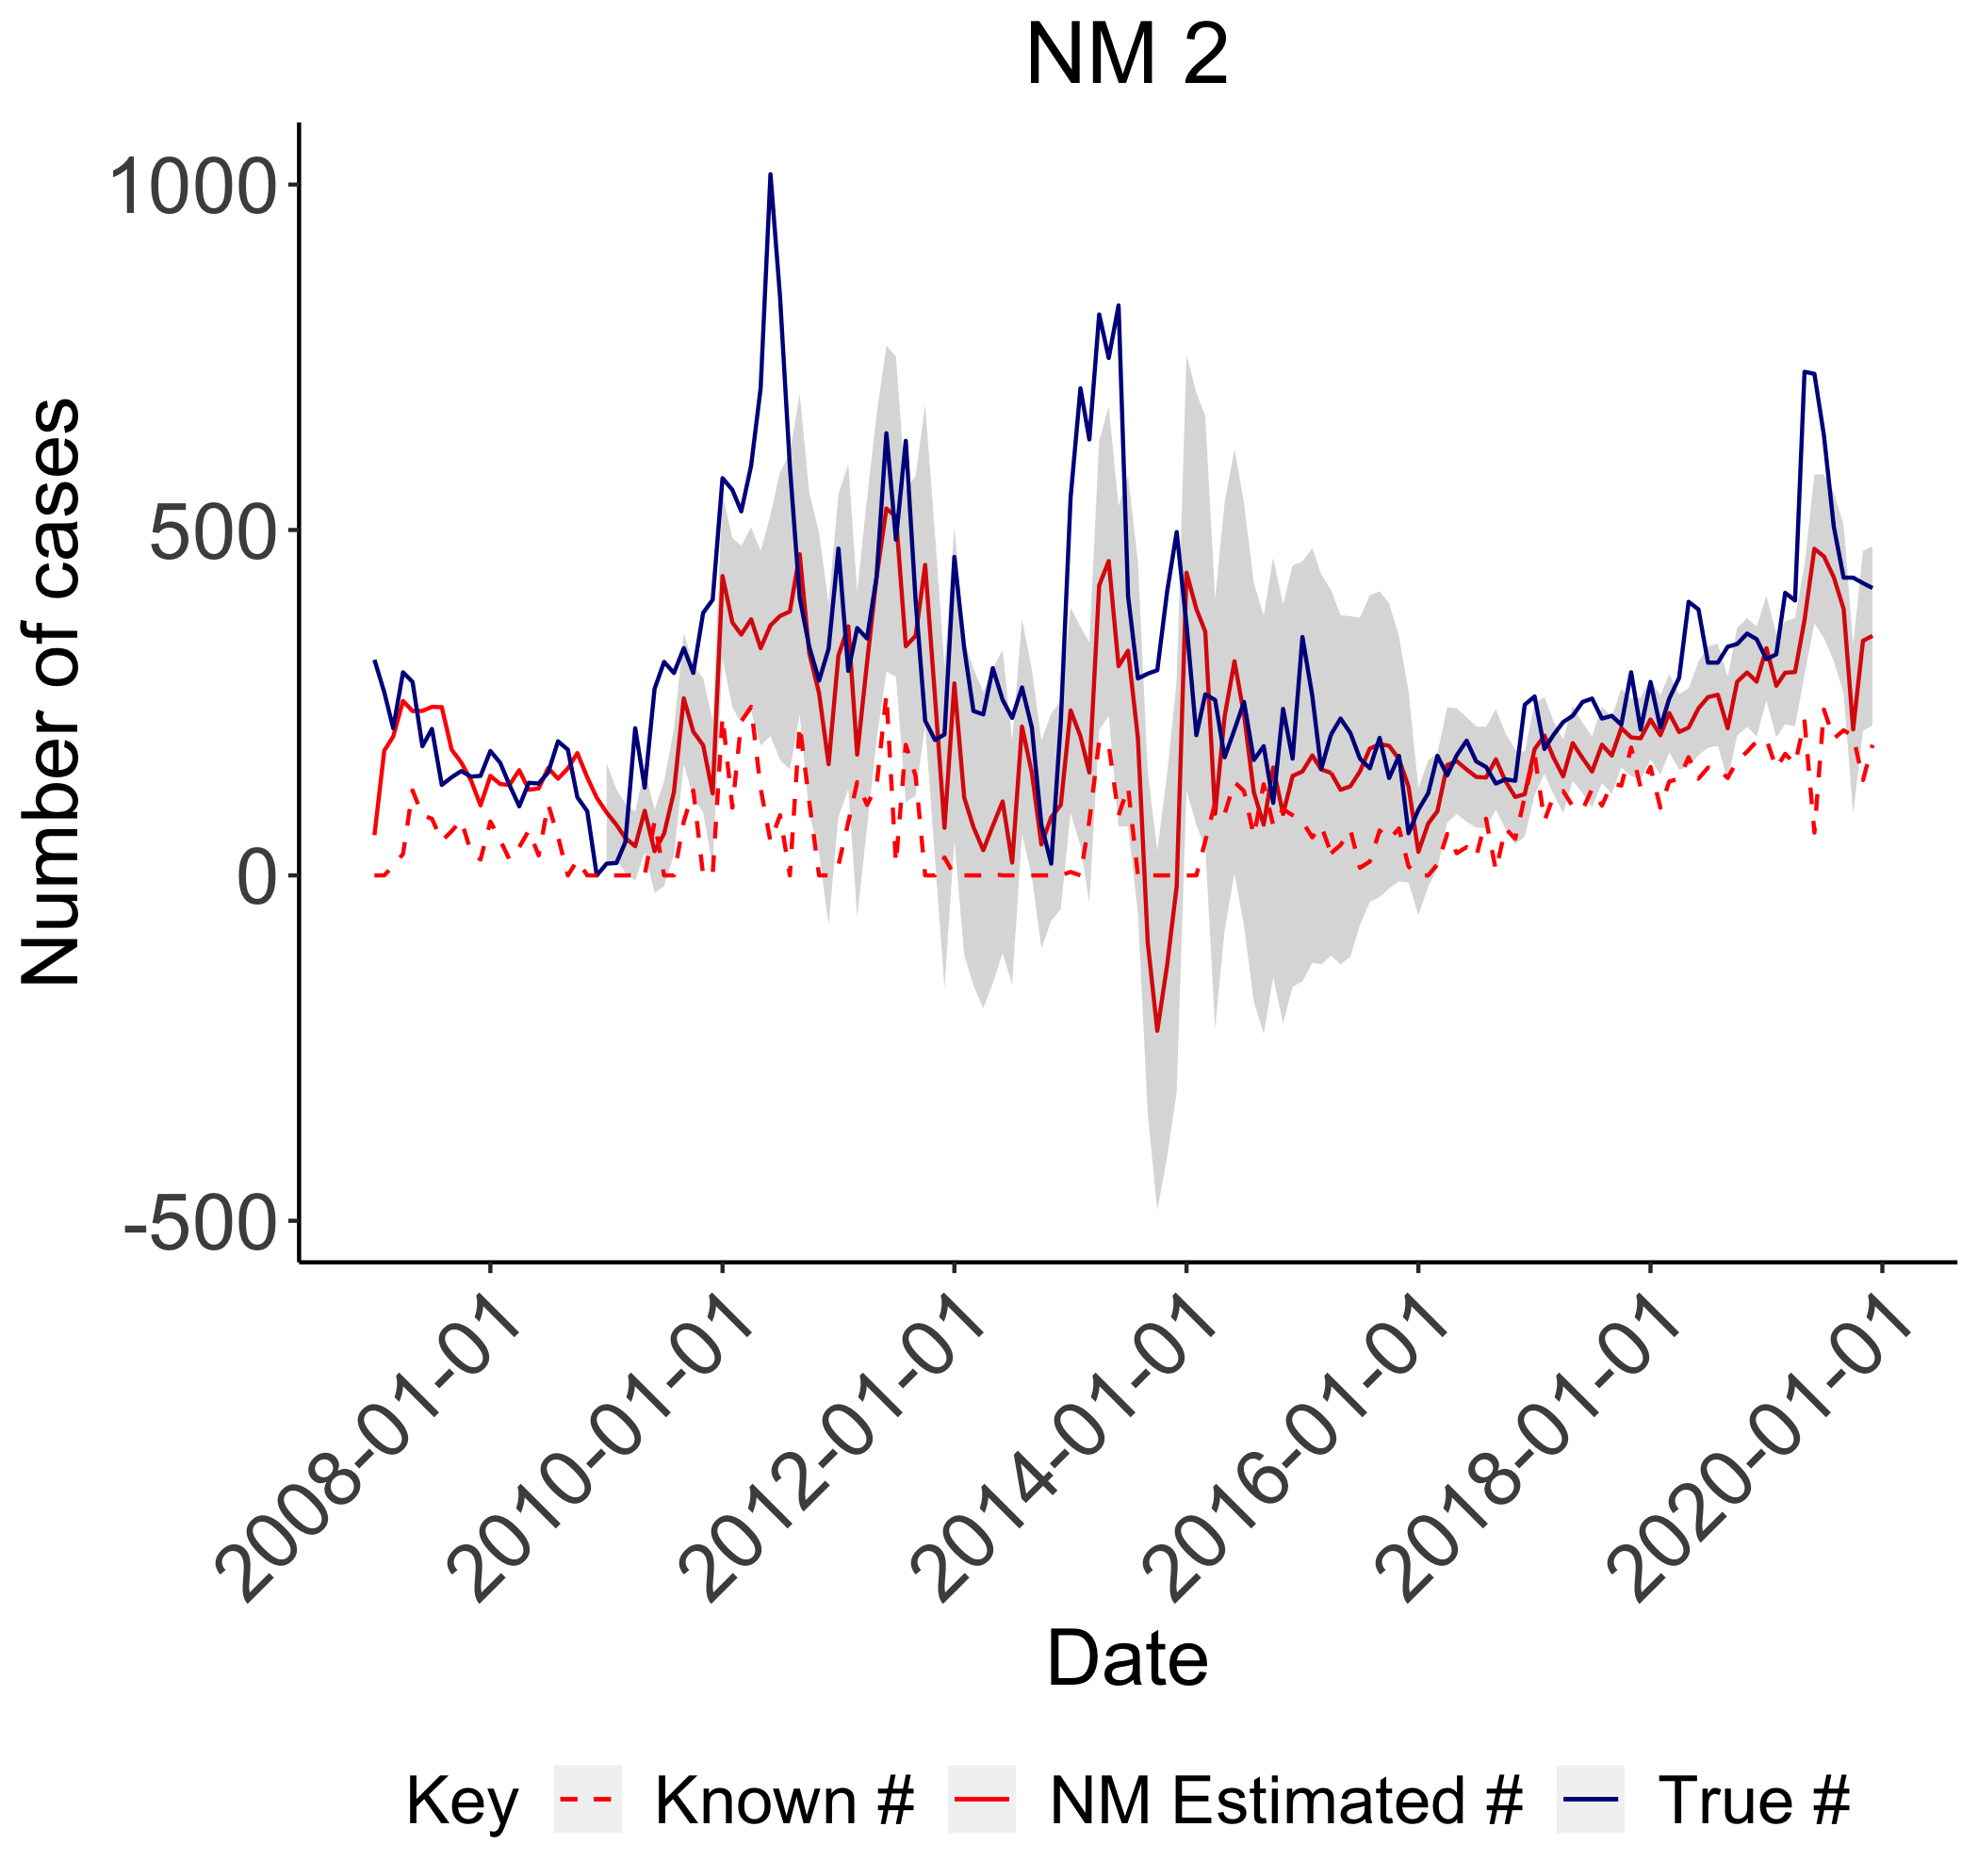 NM 2
Number of cases
1000
500
0
-500
2008-01-01
2010-01-01
2012-01-01
2014-01-01
2016-01-01
2018-01-01
2020-01-01
Date
Key Known # NM Estimated # True #